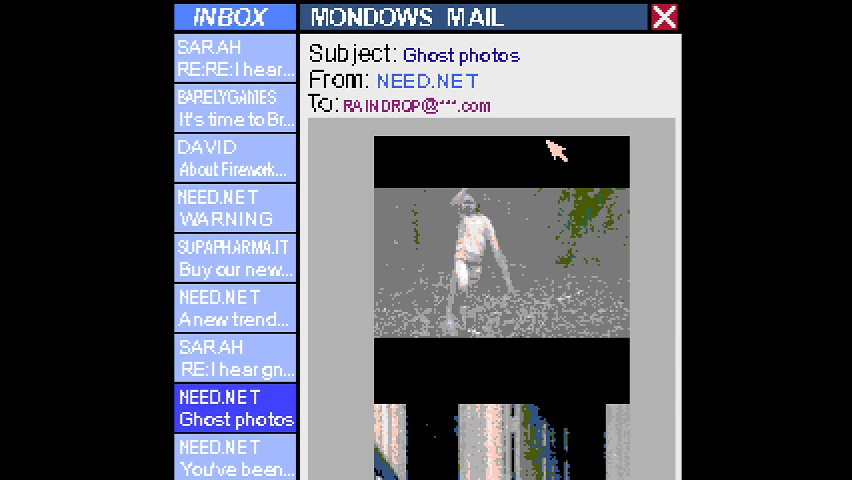 INBOX
MONDOWS MAIL
SARAH
RE:RE: I hear...
BARELYGAMES
It's time to Br...
DAVID
About Firework...
NEED.NET
WARNING
SUPAPHARMA.IT
Buy our new...
NEED.NET
A new trend...
SARAH
RE: I hear gn...
NEED.NET
Ghost photos
NEED.NET
You've been...
Subject: Ghost photos
From: NEED.NET
To: RAINDROP@***.com